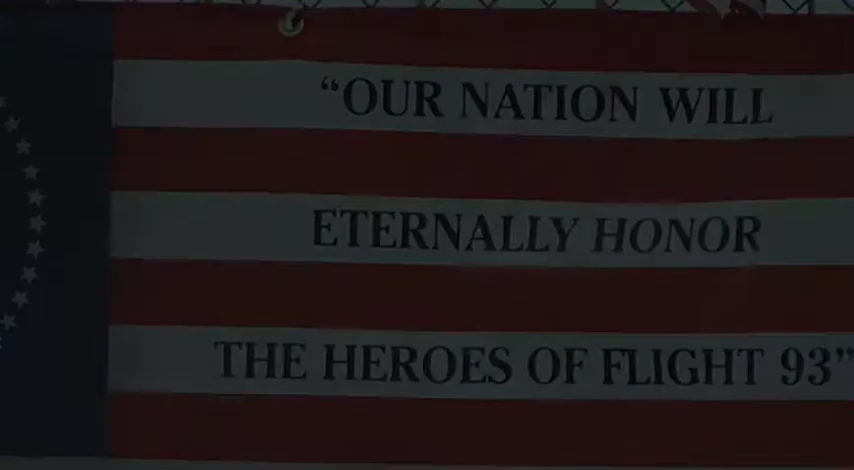 “OUR NATION WILL
ETERNALLY HONOR
THE HEROES OF FLIGHT 93”